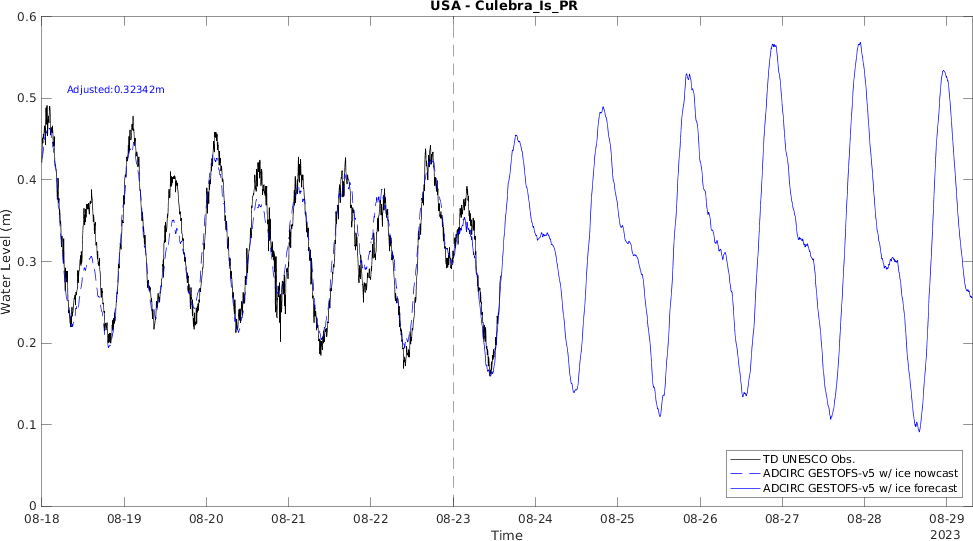 USA - Culebra_Is_PR
0.6
Adjusted:0.32342m
0.5
0.4
0.3
0.2
0.1
0
Water Level (m)
TD UNESCO Obs.
ADCIRC GESTOFS-v5 w/ ice nowcast
ADCIRC GESTOFS-v5 w/ ice forecast
08-18 08-19 08-20 08-21 08-22 08-23 08-24 08-25 08-26 08-27 08-28 08-29
2023
Time